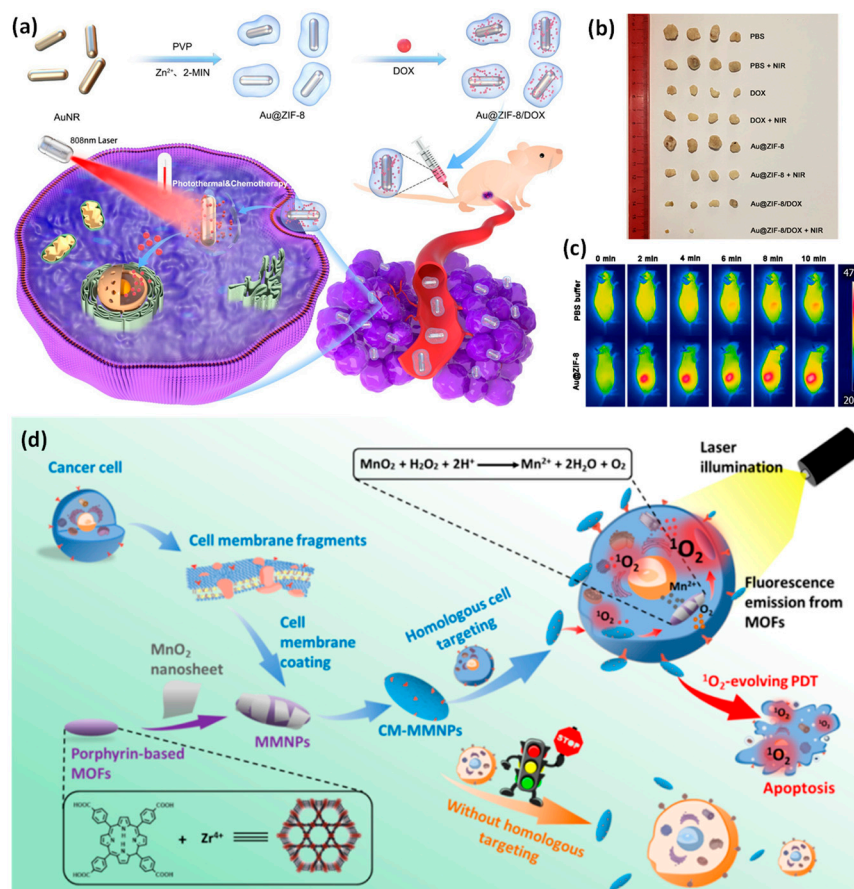 (a)
PVP
Zn²⁺、2-MIN
DOX
AuNR
Au@ZIF-8
Au@ZIF-8/DOX
808nm Laser
Photothermal&Chemotherapy
(b)
PBS
PBS + NIR
DOX
DOX + NIR
Au@ZIF-8
Au@ZIF-8 + NIR
Au@ZIF-8/DOX
Au@ZIF-8/DOX + NIR
(c)
0 min
2 min
4 min
6 min
8 min
10 min
PBS buffer
Au@ZIF-8
47
20
(d)
MnO₂ + H₂O₂ + 2H⁺ ⟶ Mn²⁺ + 2H₂O + O₂
Laser
illumination
Cancer cell
Cell membrane fragments
¹O₂
¹O₂
¹O₂
Mn²⁺
O₂
Fluorescence
emission from
MOFs
Cell
membrane
coating
Homologous cell
targeting
MnO₂
nanosheet
MMNPs
CM-MMNPs
Porphyrin-based
MOFs
¹O₂-evolving PDT
¹O₂
¹O₂
¹O₂
Apoptosis
STOP
Without homologous
targeting
HOOC
COOH
+ Zr⁴⁺
HOOC
COOH